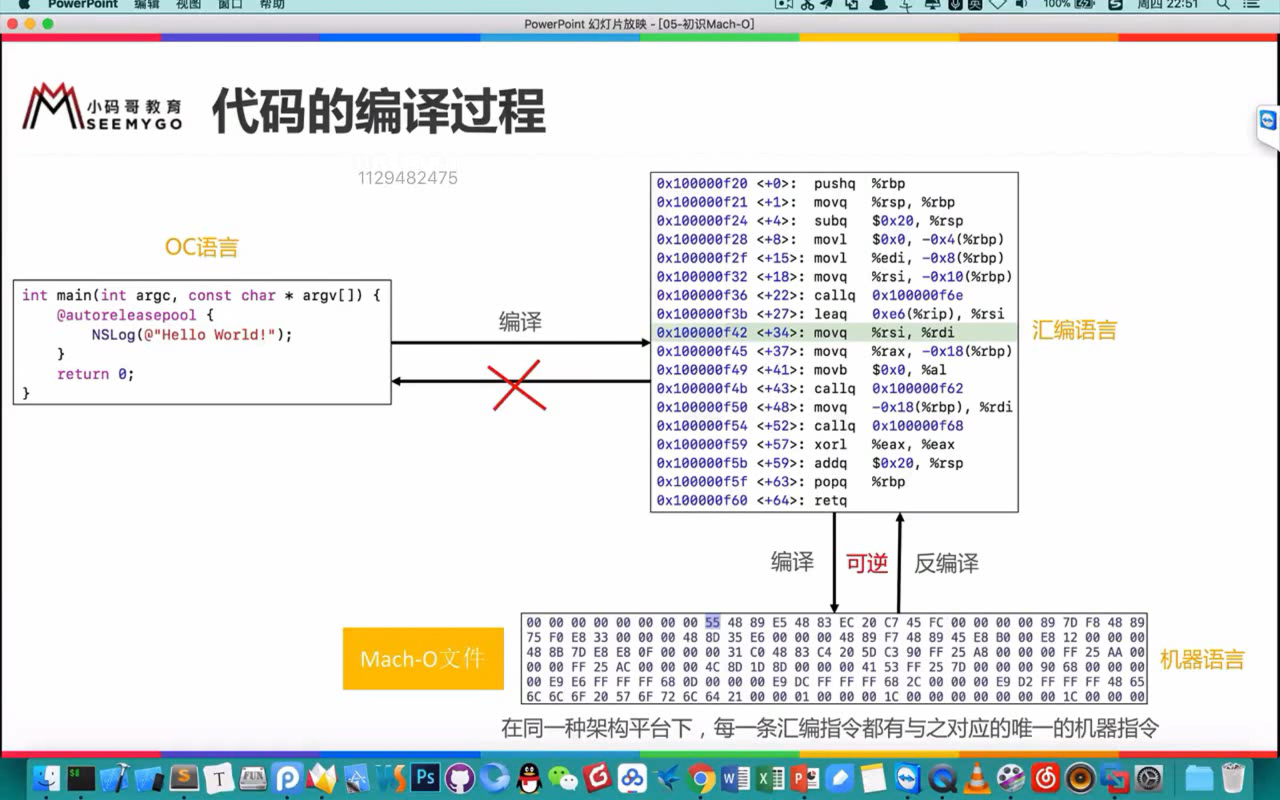 PowerPoint 编辑 视图 窗口 帮助 100% 周四 22:51
PowerPoint 幻灯片放映 - [05-初识Mach-O]
小码哥教育
SEEMYGO
代码的编译过程
1129482475
OC语言
int main(int argc, const char * argv[]) {
@autoreleasepool {
NSLog(@"Hello World!");
}
return 0;
}
编译
0x100000f20 <+0>: pushq %rbp
0x100000f21 <+1>: movq %rsp, %rbp
0x100000f24 <+4>: subq $0x20, %rsp
0x100000f28 <+8>: movl $0x0, -0x4(%rbp)
0x100000f2f <+15>: movl %edi, -0x8(%rbp)
0x100000f32 <+18>: movq %rsi, -0x10(%rbp)
0x100000f36 <+22>: callq 0x100000f6e
0x100000f3b <+27>: leaq 0xe6(%rip), %rsi
0x100000f42 <+34>: movq %rsi, %rdi
0x100000f45 <+37>: movq %rax, -0x18(%rbp)
0x100000f49 <+41>: movb $0x0, %al
0x100000f4b <+43>: callq 0x100000f62
0x100000f50 <+48>: movq -0x18(%rbp), %rdi
0x100000f54 <+52>: callq 0x100000f68
0x100000f59 <+57>: xorl %eax, %eax
0x100000f5b <+59>: addq $0x20, %rsp
0x100000f5f <+63>: popq %rbp
0x100000f60 <+64>: retq
汇编语言
编译 可逆 反编译
Mach-O文件
00 00 00 00 00 00 00 00 55 48 89 E5 48 83 EC 20 C7 45 FC 00 00 00 00 89 7D F8 48 89
75 F0 E8 33 00 00 00 48 8D 35 E6 00 00 00 48 89 F7 48 89 45 E8 B0 00 E8 12 00 00 00
48 8B 7D E8 E8 0F 00 00 00 31 C0 48 83 C4 20 5D C3 90 FF 25 A8 00 00 00 FF 25 AA 00
00 00 FF 25 AC 00 00 00 4C 8D 1D 8D 00 00 00 41 53 FF 25 7D 00 00 00 90 68 00 00 00
00 E9 E6 FF FF FF 68 0D 00 00 00 E9 DC FF FF FF 68 2C 00 00 00 E9 D2 FF FF FF 48 65
6C 6C 6F 20 57 6F 72 6C 64 21 00 00 01 00 00 00 1C 00 00 00 00 00 00 00 1C 00 00 00
机器语言
在同一种架构平台下，每一条汇编指令都有与之对应的唯一的机器指令